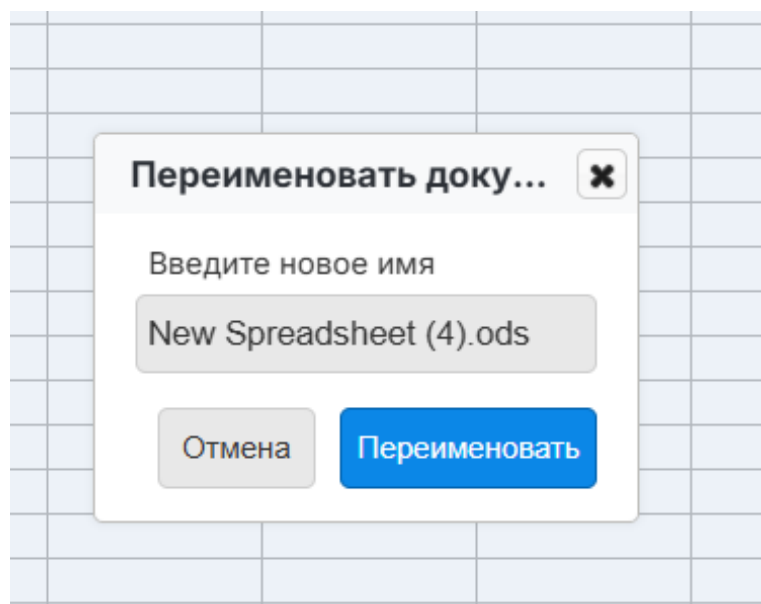 Переименовать доку...
Введите новое имя
New Spreadsheet (4).ods
Отмена
Переименовать